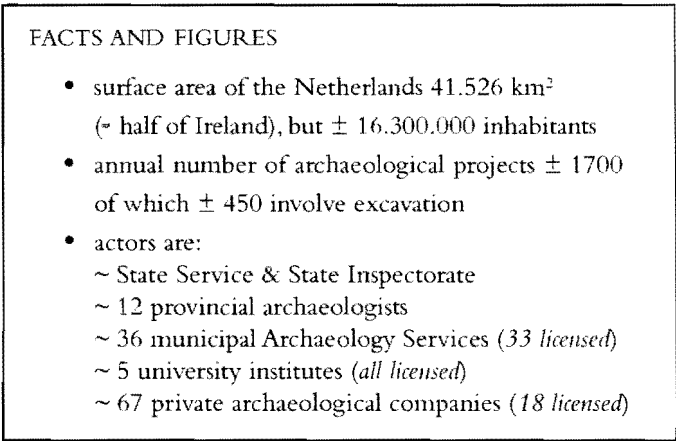 FACTS AND FIGURES
• surface area of the Netherlands 41.526 km²
(= half of Ireland), but ± 16.300.000 inhabitants
• annual number of archaeological projects ± 1700
of which ± 450 involve excavation
• actors are:
~ State Service & State Inspectorate
~ 12 provincial archaeologists
~ 36 municipal Archaeology Services (33 licensed)
~ 5 university institutes (all licensed)
~ 67 private archaeological companies (18 licensed)